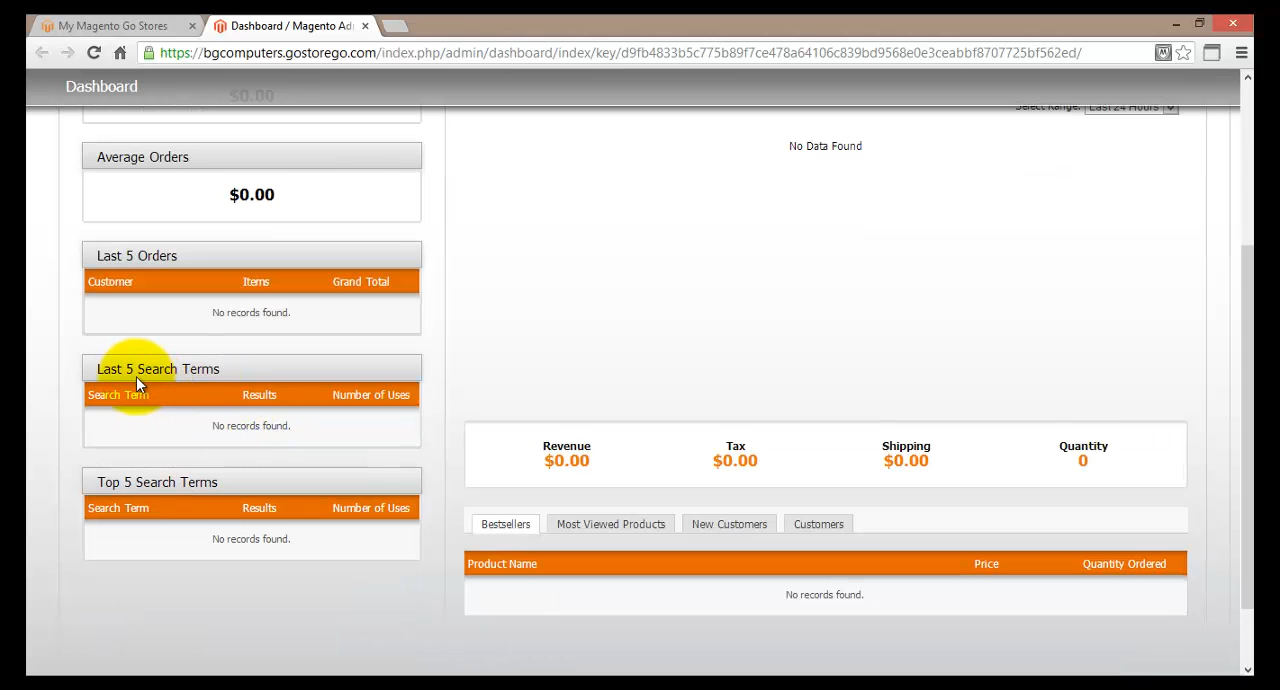 My Magento Go Stores
Dashboard / Magento Ad
https://bgcomputers.gostorego.com/index.php/admin/dashboard/index/key/d9fb4833b5c775b89f7ce478a64106c839bd9568e0e3ceabbf8707725bf562ed/
Dashboard
$0.00
Select Range: Last 24 Hours
No Data Found
Average Orders
$0.00
Last 5 Orders
Customer Items Grand Total
No records found.
Last 5 Search Terms
Search Term Results Number of Uses
No records found.
Top 5 Search Terms
Search Term Results Number of Uses
No records found.
Revenue Tax Shipping Quantity
$0.00 $0.00 $0.00 0
Bestsellers Most Viewed Products New Customers Customers
Product Name Price Quantity Ordered
No records found.